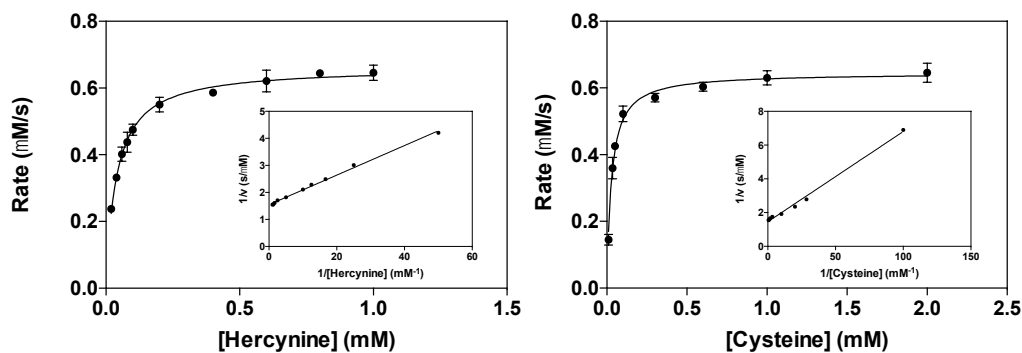 Rate (mM/s)
0.8
0.6
0.4
0.2
0.0
1/v (s/mM)
5
4
3
2
1
0
0 20 40 60
1/[Hercynine] (mM-1)
0.0 0.5 1.0 1.5
[Hercynine] (mM)
Rate (mM/s)
0.8
0.6
0.4
0.2
0.0
1/v (s/mM)
8
6
4
2
0
0 50 100 150
1/[Cysteine] (mM-1)
0.0 0.5 1.0 1.5 2.0 2.5
[Cysteine] (mM)